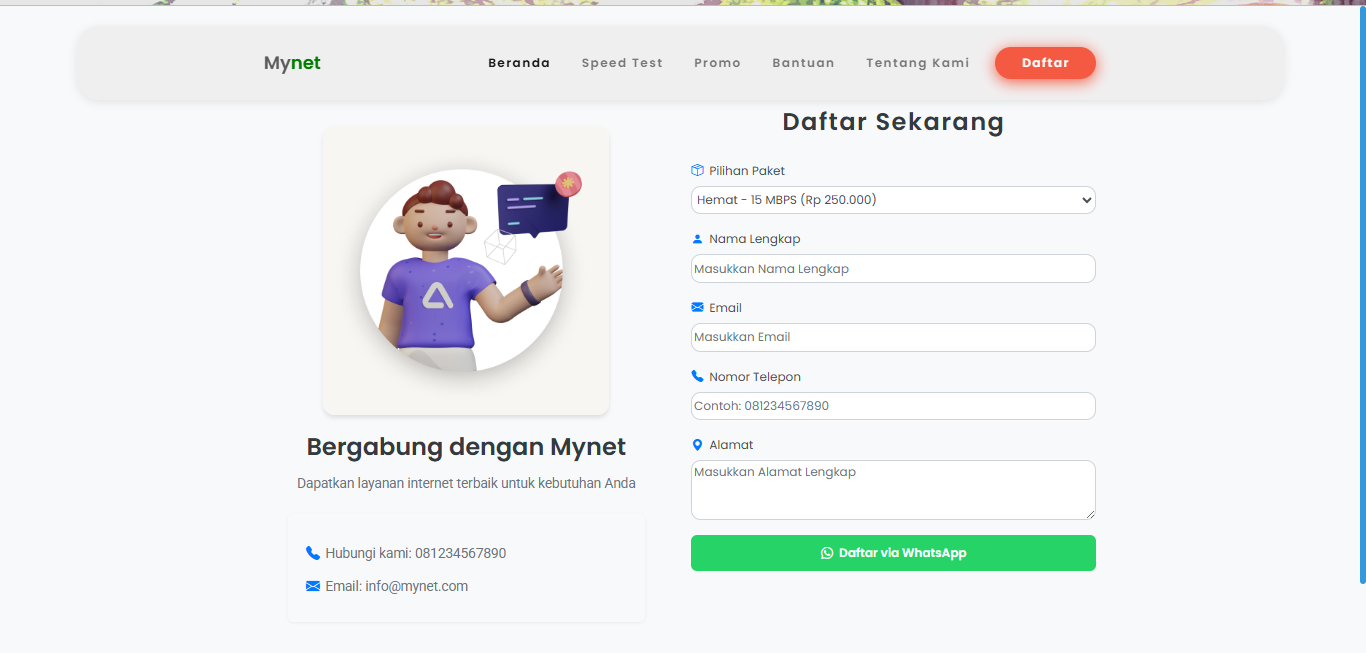 Mynet
Beranda
Speed Test
Promo
Bantuan
Tentang Kami
Daftar
Bergabung dengan Mynet
Dapatkan layanan internet terbaik untuk kebutuhan Anda
Hubungi kami: 081234567890
Email: info@mynet.com
Daftar Sekarang
Pilihan Paket
Hemat - 15 MBPS (Rp 250.000)
Nama Lengkap
Masukkan Nama Lengkap
Email
Masukkan Email
Nomor Telepon
Contoh: 081234567890
Alamat
Masukkan Alamat Lengkap
Daftar via WhatsApp